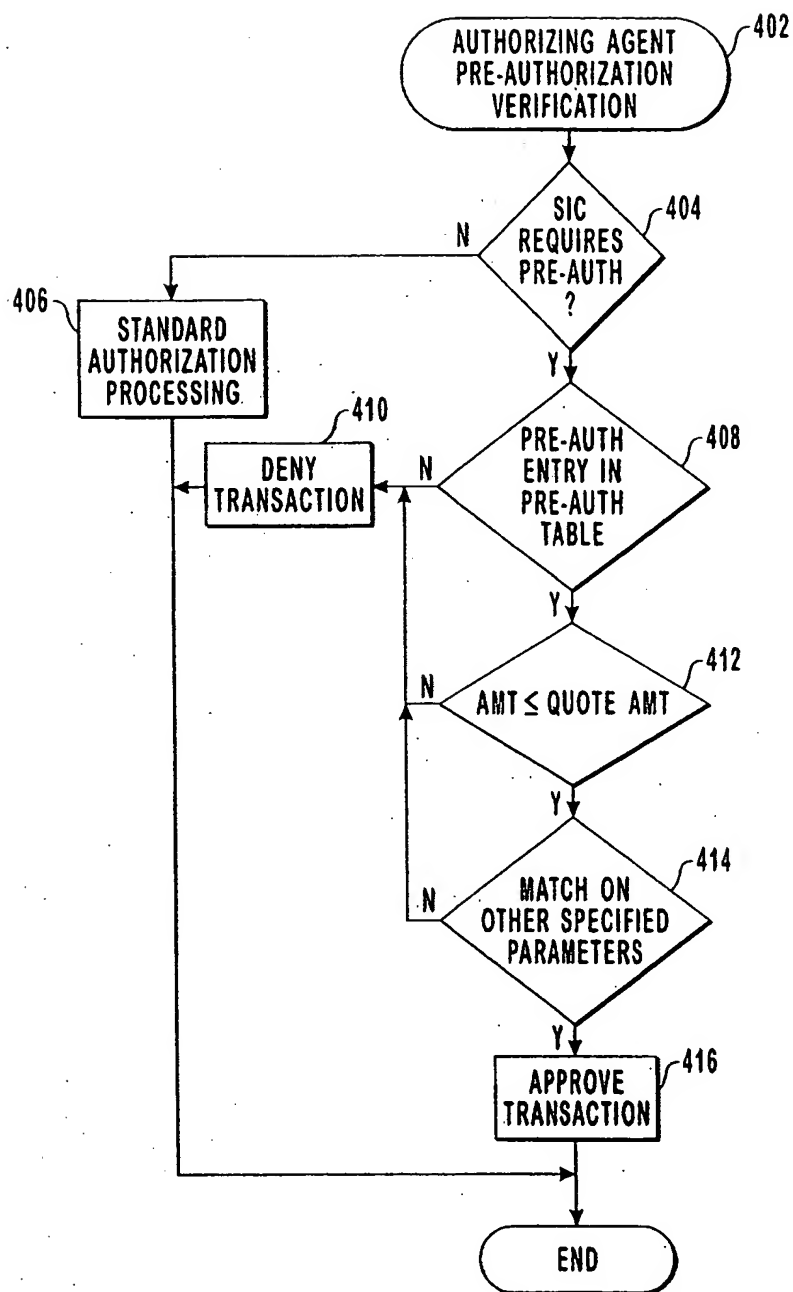 AUTHORIZING AGENT
PRE-AUTHORIZATION
VERIFICATION
402
SIC
REQUIRES
PRE-AUTH
?
404
N
Y
406
STANDARD
AUTHORIZATION
PROCESSING
410
DENY
TRANSACTION
N
PRE-AUTH
ENTRY IN
PRE-AUTH
TABLE
408
Y
N
AMT ≤ QUOTE AMT
412
Y
N
MATCH ON
OTHER SPECIFIED
PARAMETERS
414
Y
APPROVE
TRANSACTION
416
END